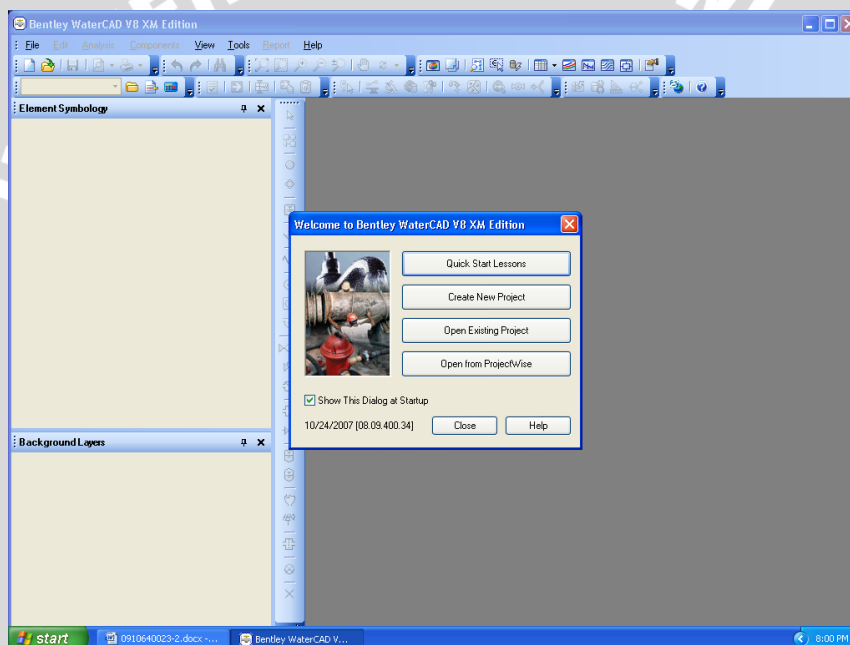 Bentley WaterCAD V8 XM Edition
File Edit Analysis Components View Tools Report Help
Element Symbology
Welcome to Bentley WaterCAD V8 XM Edition
Quick Start Lessons
Create New Project
Open Existing Project
Open from ProjectWise
Show This Dialog at Startup
10/24/2007 [08.09.400.34] Close Help
Background Layers
start 0910640023-2.docx -... Bentley WaterCAD V... 8:00 PM